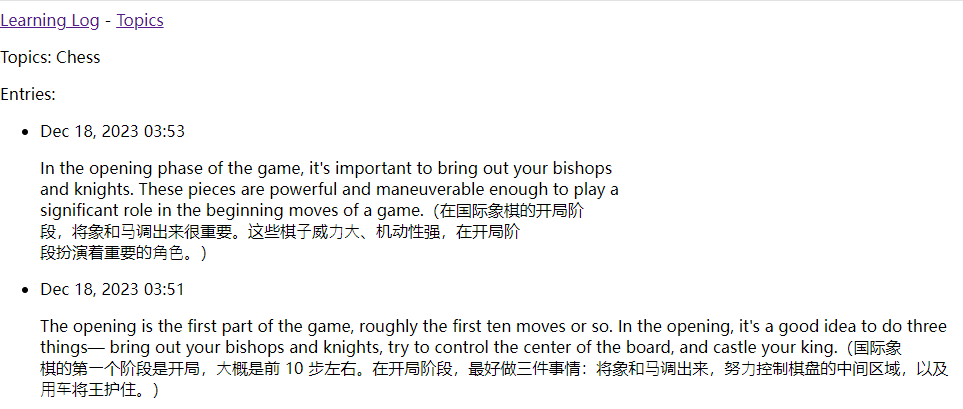 Learning Log - Topics
Topics: Chess
Entries:
Dec 18, 2023 03:53
In the opening phase of the game, it's important to bring out your bishops
and knights. These pieces are powerful and maneuverable enough to play a
significant role in the beginning moves of a game.（在国际象棋的开局阶
段，将象和马调出来很重要。这些棋子威力大、机动性强，在开局阶
段扮演着重要的角色。）
Dec 18, 2023 03:51
The opening is the first part of the game, roughly the first ten moves or so. In the opening, it's a good idea to do three
things— bring out your bishops and knights, try to control the center of the board, and castle your king.（国际象
棋的第一个阶段是开局，大概是前 10 步左右。在开局阶段，最好做三件事情：将象和马调出来，努力控制棋盘的中间区域，以及
用车将王护住。）